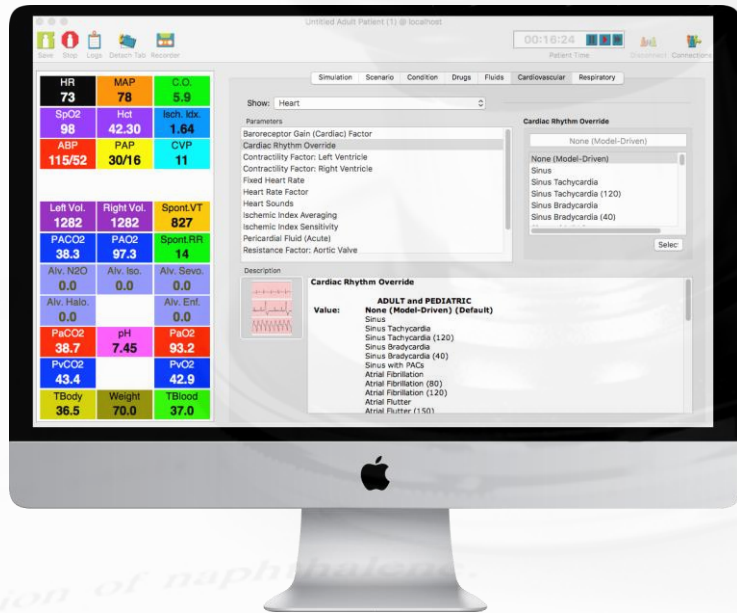 Untitled Adult Patient (1) @ localhost
Save Stop Logs Detach Tab Recorder
00:16:24
Patient Time
Disconnect Connections
HR MAP C.O.
73 78 5.9
SpO2 Hct Isch. Idx.
98 42.30 1.64
ABP PAP CVP
115/52 30/16 11
Left Vol. Right Vol. Spont.VT
1282 1282 827
PACO2 PAO2 Spont.RR
38.3 97.3 14
Alv. N2O Alv. Iso. Alv. Sevo.
0.0 0.0 0.0
Alv. Halo. Alv. Enf.
0.0 0.0
PaCO2 pH PaO2
38.7 7.45 93.2
PvCO2 PvO2
43.4 42.9
TBody Weight TBlood
36.5 70.0 37.0
Simulation Scenario Condition Drugs Fluids Cardiovascular Respiratory
Show: Heart
Parameters
Baroreceptor Gain (Cardiac) Factor
Cardiac Rhythm Override
Contractility Factor: Left Ventricle
Contractility Factor: Right Ventricle
Fixed Heart Rate
Heart Rate Factor
Heart Sounds
Ischemic Index Averaging
Ischemic Index Sensitivity
Pericardial Fluid (Acute)
Resistance Factor: Aortic Valve
Cardiac Rhythm Override
None (Model-Driven)
None (Model-Driven)
Sinus
Sinus Tachycardia
Sinus Tachycardia (120)
Sinus Bradycardia
Sinus Bradycardia (40)
Selec
Description
Cardiac Rhythm Override
ADULT and PEDIATRIC
Value: None (Model-Driven) (Default)
Sinus
Sinus Tachycardia
Sinus Tachycardia (120)
Sinus Bradycardia
Sinus Bradycardia (40)
Sinus with PACs
Atrial Fibrillation
Atrial Fibrillation (80)
Atrial Fibrillation (120)
Atrial Flutter
Atrial Flutter (150)
ion of naphthalene.